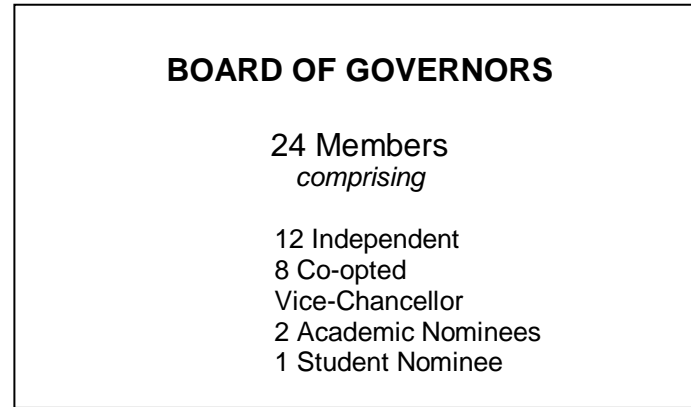 BOARD OF GOVERNORS
24 Members
comprising
12 Independent
8 Co-opted
Vice-Chancellor
2 Academic Nominees
1 Student Nominee